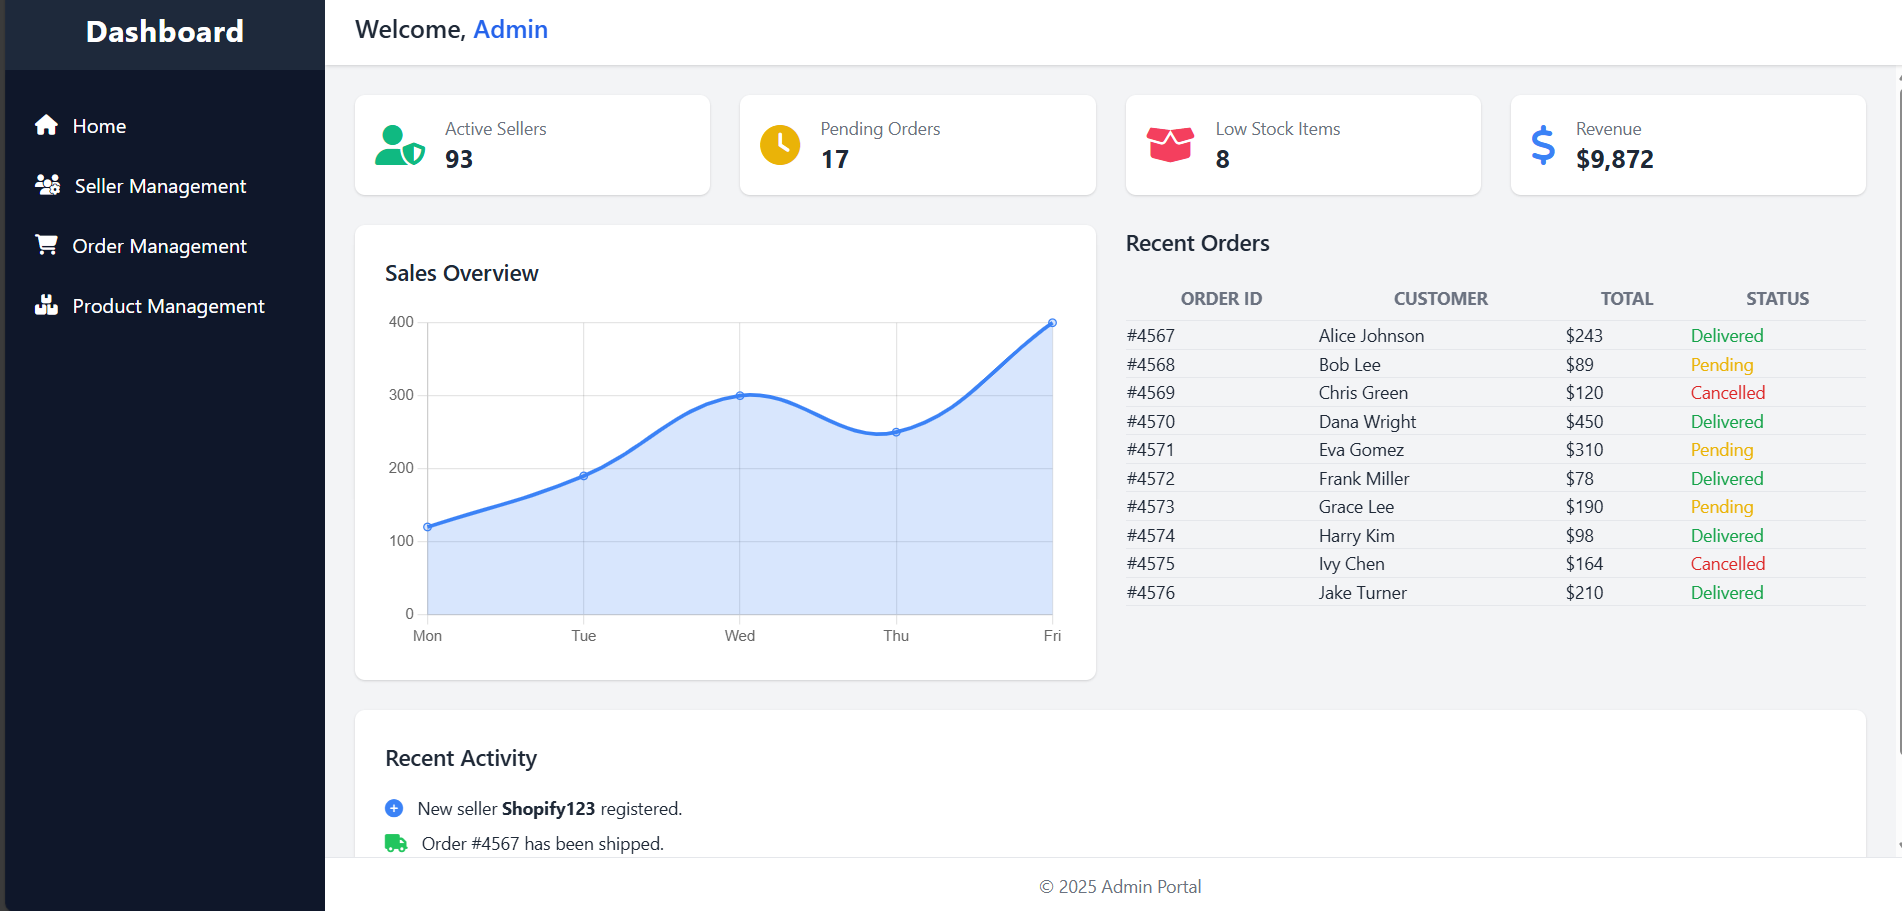 Dashboard
Home
Seller Management
Order Management
Product Management
Welcome, Admin
Active Sellers
93
Pending Orders
17
Low Stock Items
8
Revenue
$9,872
Sales Overview
400
300
200
100
0
Mon Tue Wed Thu Fri
Recent Orders
ORDER ID CUSTOMER TOTAL STATUS
#4567 Alice Johnson $243 Delivered
#4568 Bob Lee $89 Pending
#4569 Chris Green $120 Cancelled
#4570 Dana Wright $450 Delivered
#4571 Eva Gomez $310 Pending
#4572 Frank Miller $78 Delivered
#4573 Grace Lee $190 Pending
#4574 Harry Kim $98 Delivered
#4575 Ivy Chen $164 Cancelled
#4576 Jake Turner $210 Delivered
Recent Activity
New seller Shopify123 registered.
Order #4567 has been shipped.
© 2025 Admin Portal